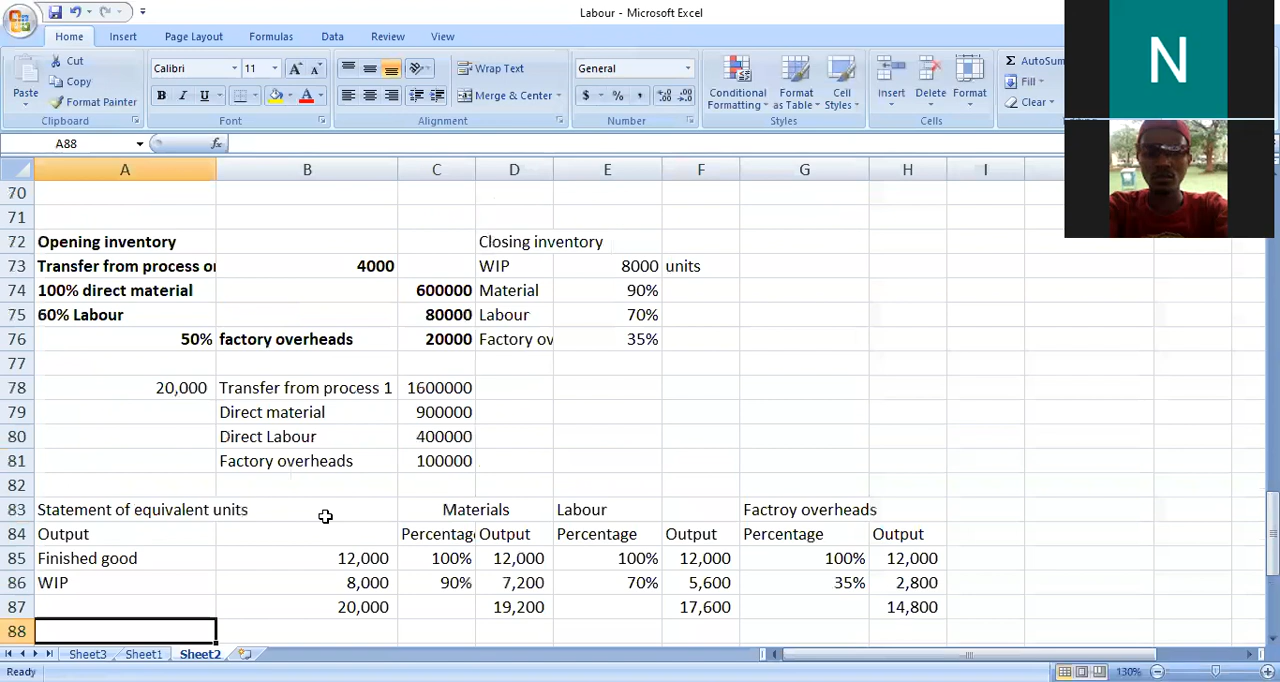 Labour - Microsoft Excel
Home Insert Page Layout Formulas Data Review View
Cut
Copy
Format Painter
Paste
Clipboard
Calibri 11
B I U
Font
Wrap Text
Merge & Center
Alignment
General
$ % ,
Number
Conditional Formatting
Format as Table
Cell Styles
Styles
Insert Delete Format
Cells
Σ AutoSum
Fill
Clear
N
A88 fx
A B C D E F G H I
70
71
72 Opening inventory Closing inventory
73 Transfer from process 4000 WIP 8000 units
74 100% direct material 600000 Material 90%
75 60% Labour 80000 Labour 70%
76 50% factory overheads 20000 Factory ov 35%
77
78 20,000 Transfer from process 1 1600000
79 Direct material 900000
80 Direct Labour 400000
81 Factory overheads 100000
82
83 Statement of equivalent units Materials Labour Factroy overheads
84 Output Percentage Output Percentage Output Percentage Output
85 Finished good 12,000 100% 12,000 100% 12,000 100% 12,000
86 WIP 8,000 90% 7,200 70% 5,600 35% 2,800
87 20,000 19,200 17,600 14,800
88
Sheet3 Sheet1 Sheet2
Ready 130%